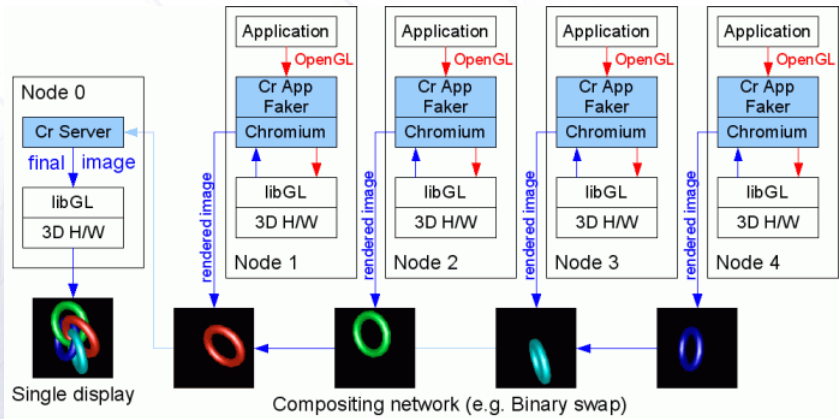 Node 0
Cr Server
final image
libGL
3D H/W
Single display
Application
OpenGL
Cr App
Faker
Chromium
libGL
3D H/W
rendered image
Node 1
Application
OpenGL
Cr App
Faker
Chromium
libGL
3D H/W
rendered image
Node 2
Application
OpenGL
Cr App
Faker
Chromium
libGL
3D H/W
rendered image
Node 3
Application
OpenGL
Cr App
Faker
Chromium
libGL
3D H/W
rendered image
Node 4
Compositing network (e.g. Binary swap)